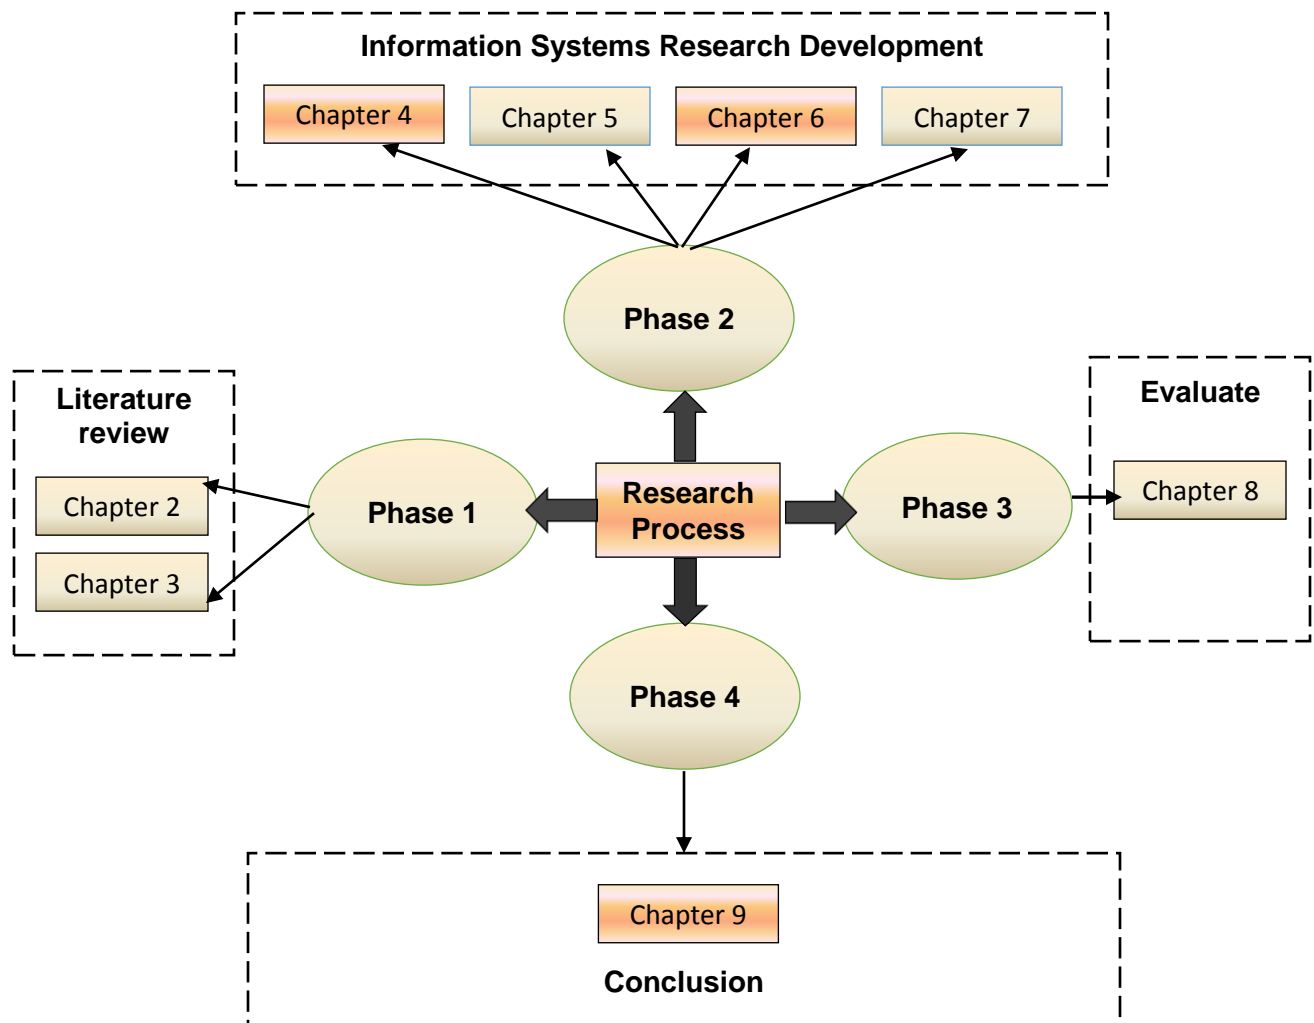 Information Systems Research Development
Chapter 4
Chapter 5
Chapter 6
Chapter 7
Phase 2
Literature
review
Chapter 2
Chapter 3
Phase 1
Research
Process
Phase 3
Evaluate
Chapter 8
Phase 4
Chapter 9
Conclusion